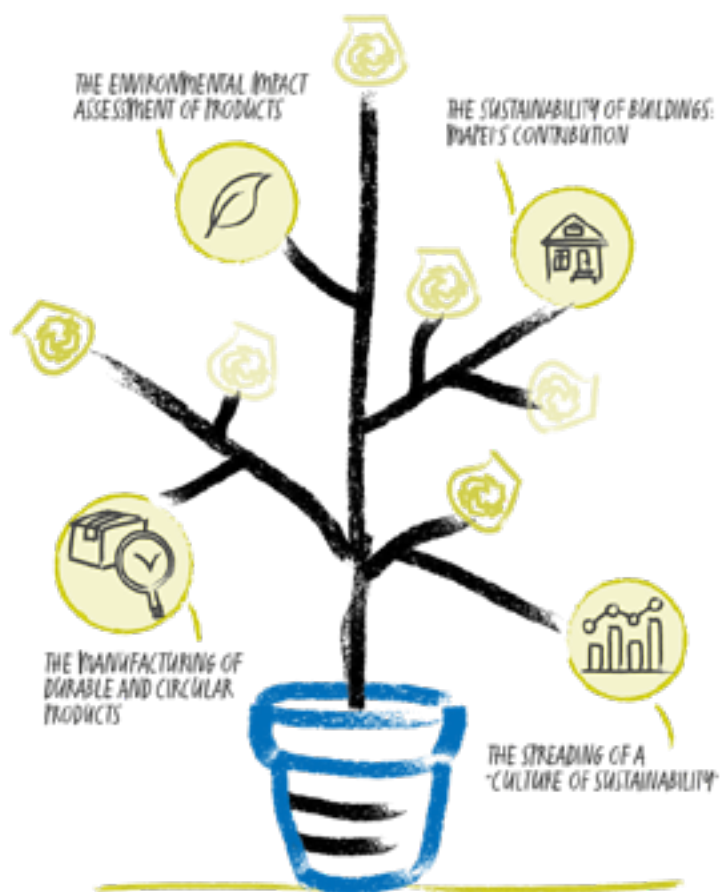 THE ENVIRONMENTAL IMPACT
ASSESSMENT OF PRODUCTS
THE SUSTAINABILITY OF BUILDINGS:
MAPEI'S CONTRIBUTION
THE MANUFACTURING OF
DURABLE AND CIRCULAR
PRODUCTS
THE SPREADING OF A
"CULTURE OF SUSTAINABILITY"